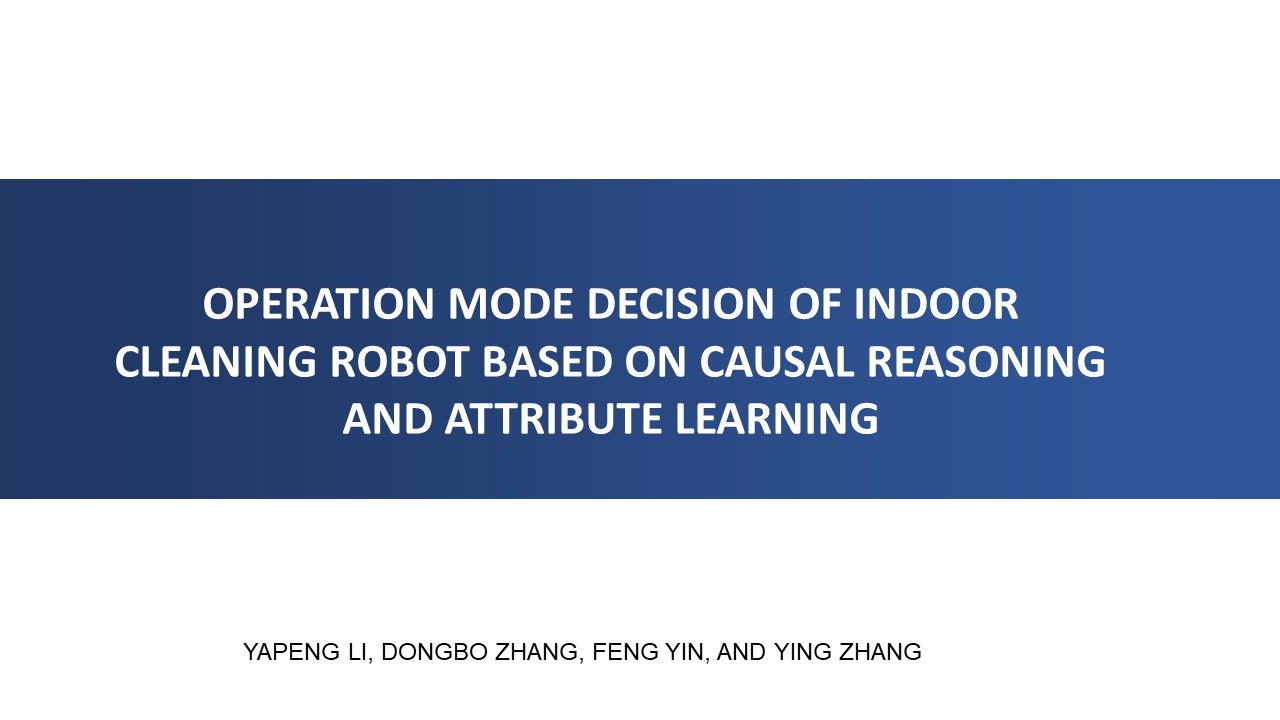 OPERATION MODE DECISION OF INDOOR
CLEANING ROBOT BASED ON CAUSAL REASONING
AND ATTRIBUTE LEARNING
YAPENG LI, DONGBO ZHANG, FENG YIN, AND YING ZHANG